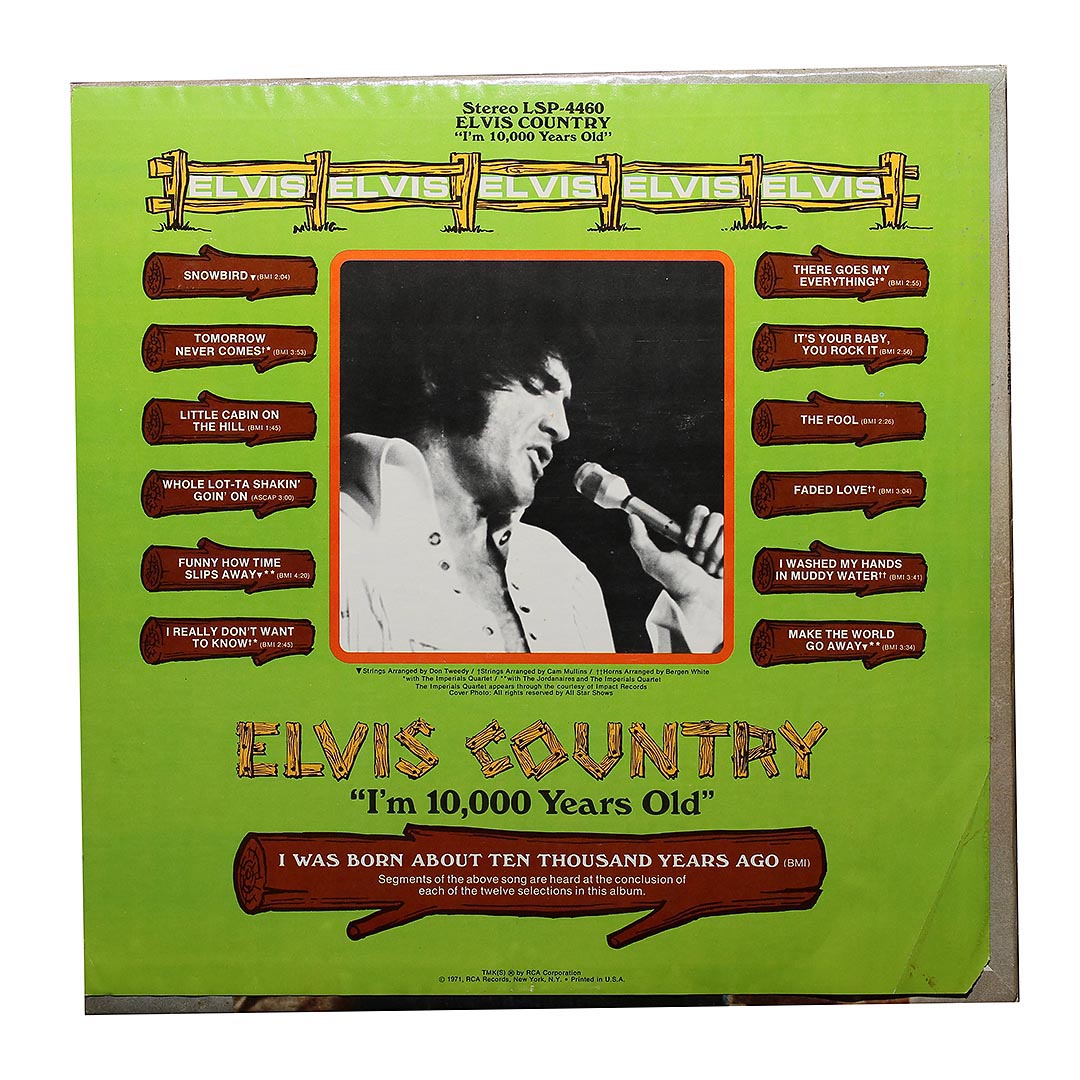 Stereo LSP-4460
ELVIS COUNTRY
"I'm 10,000 Years Old"
ELVIS ELVIS ELVIS ELVIS ELVIS
SNOWBIRD ▼(BMI 2:04)
TOMORROW
NEVER COMES†* (BMI 3:53)
LITTLE CABIN ON
THE HILL (BMI 1:45)
WHOLE LOT-TA SHAKIN'
GOIN' ON (ASCAP 3:00)
FUNNY HOW TIME
SLIPS AWAY▼** (BMI 4:20)
I REALLY DON'T WANT
TO KNOW†* (BMI 2:45)
THERE GOES MY
EVERYTHING†* (BMI 2:55)
IT'S YOUR BABY,
YOU ROCK IT (BMI 2:56)
THE FOOL (BMI 2:26)
FADED LOVE†† (BMI 3:04)
I WASHED MY HANDS
IN MUDDY WATER†† (BMI 3:41)
MAKE THE WORLD
GO AWAY▼** (BMI 3:34)
▼Strings Arranged by Don Tweedy / †Strings Arranged by Cam Mullins / ††Horns Arranged by Bergen White
*with The Imperials Quartet / **with The Jordanaires and The Imperials Quartet
The Imperials Quartet appears through the courtesy of Impact Records
Cover Photo: All rights reserved by All Star Shows
ELVIS COUNTRY
"I'm 10,000 Years Old"
I WAS BORN ABOUT TEN THOUSAND YEARS AGO (BMI)
Segments of the above song are heard at the conclusion of
each of the twelve selections in this album.
TMK(S) ® by RCA Corporation
© 1971, RCA Records, New York, N.Y. • Printed in U.S.A.